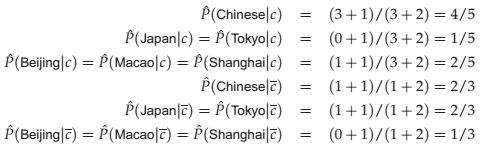 P̂(Chinese|c) = (3 + 1)/(3 + 2) = 4/5
P̂(Japan|c) = P̂(Tokyo|c) = (0 + 1)/(3 + 2) = 1/5
P̂(Beijing|c) = P̂(Macao|c) = P̂(Shanghai|c) = (1 + 1)/(3 + 2) = 2/5
P̂(Chinese|c̅) = (1 + 1)/(1 + 2) = 2/3
P̂(Japan|c̅) = P̂(Tokyo|c̅) = (1 + 1)/(1 + 2) = 2/3
P̂(Beijing|c̅) = P̂(Macao|c̅) = P̂(Shanghai|c̅) = (0 + 1)/(1 + 2) = 1/3